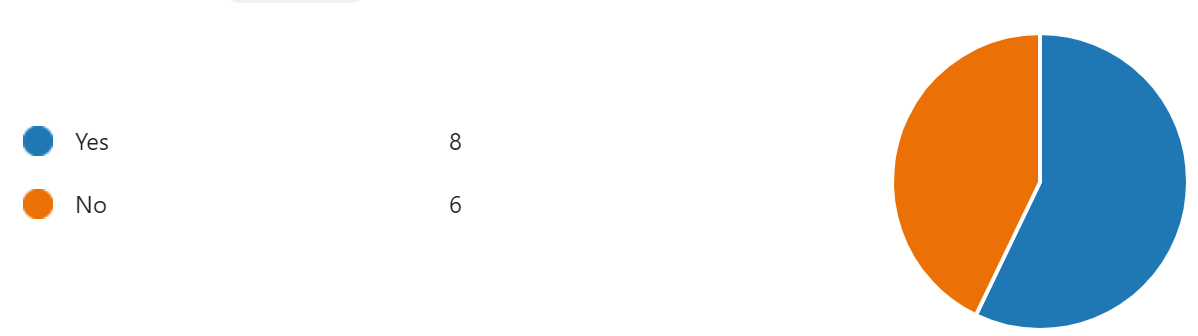 Yes 8
No 6